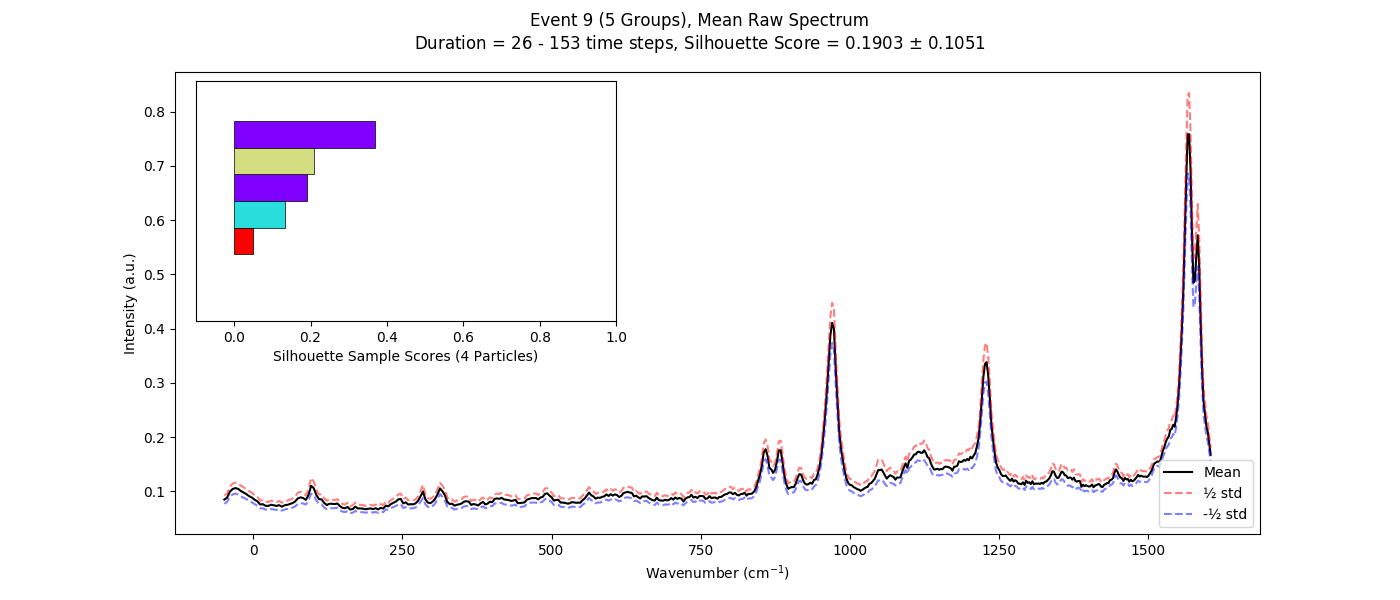 Event 9 (5 Groups), Mean Raw Spectrum
Duration = 26 - 153 time steps, Silhouette Score = 0.1903 ± 0.1051
Intensity (a.u.)
0.8
0.7
0.6
0.5
0.4
0.3
0.2
0.1
0.0 0.2 0.4 0.6 0.8 1.0
Silhouette Sample Scores (4 Particles)
Mean
½ std
-½ std
0 250 500 750 1000 1250 1500
Wavenumber (cm⁻¹)